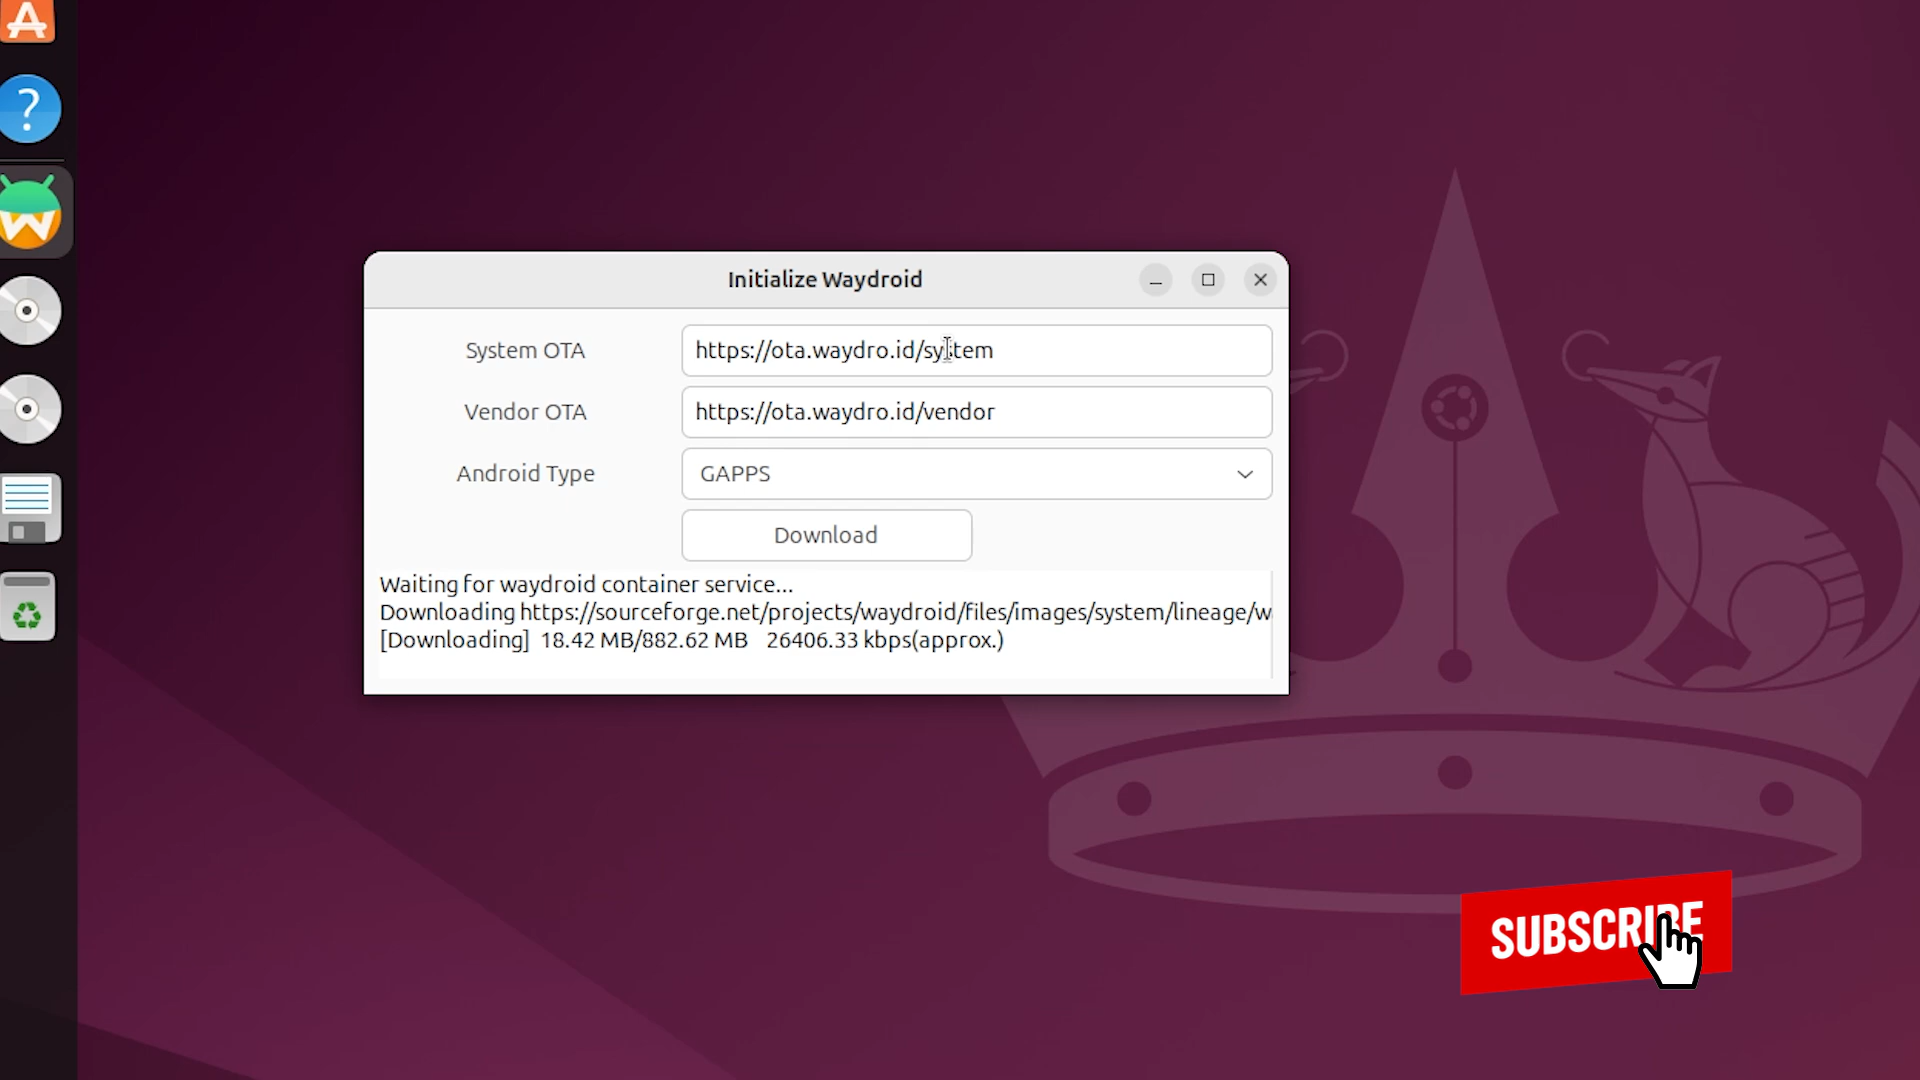 Initialize Waydroid
System OTA https://ota.waydro.id/system
Vendor OTA https://ota.waydro.id/vendor
Android Type GAPPS
Download
Waiting for waydroid container service...
Downloading https://sourceforge.net/projects/waydroid/files/images/system/lineage/w
[Downloading] 18.42 MB/882.62 MB 26406.33 kbps(approx.)
SUBSCRIBE